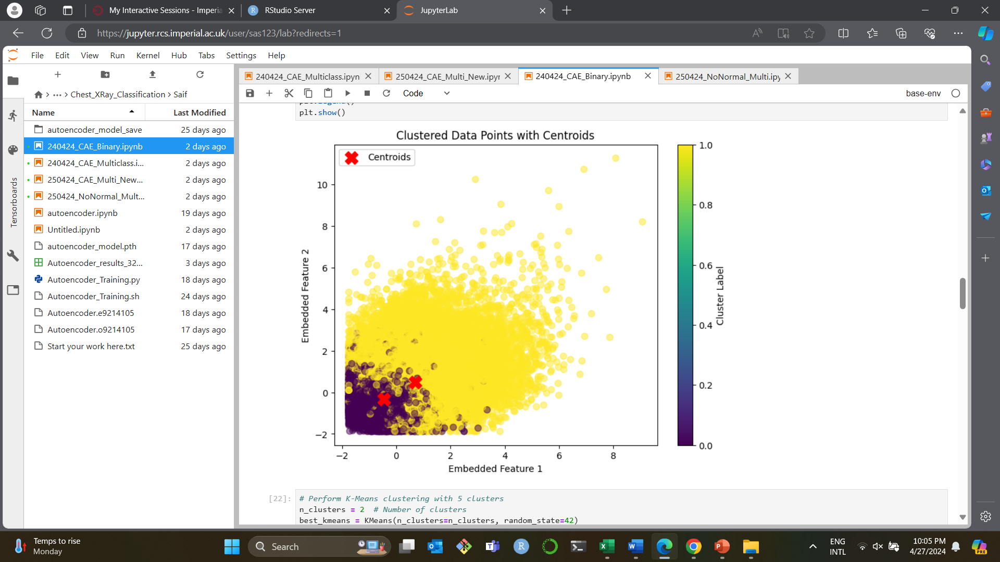 My Interactive Sessions - Imperia
RStudio Server
JupyterLab
https://jupyter.rcs.imperial.ac.uk/user/sas123/lab?redirects=1
File Edit View Run Kernel Hub Tabs Settings Help
240424_CAE_Multiclass.ipyn
250424_CAE_Multi_New.ipyr
240424_CAE_Binary.ipynb
250424_NoNormal_Multi.ipy
Code
base-env
··· > Chest_XRay_Classification > Saif
Name Last Modified
autoencoder_model_save 25 days ago
240424_CAE_Binary.ipynb 2 days ago
240424_CAE_Multiclass.i... 2 days ago
250424_CAE_Multi_New... 2 days ago
250424_NoNormal_Mult... 2 days ago
autoencoder.ipynb 19 days ago
Untitled.ipynb 2 days ago
autoencoder_model.pth 17 days ago
Autoencoder_results_32... 3 days ago
Autoencoder_Training.py 18 days ago
Autoencoder_Training.sh 24 days ago
Autoencoder.e9214105 18 days ago
Autoencoder.o9214105 17 days ago
Start your work here.txt 25 days ago
Tensorboards
plt.show()
Clustered Data Points with Centroids
Centroids
10
8
6
4
2
0
−2
Embedded Feature 2
−2 0 2 4 6 8
Embedded Feature 1
1.0
0.8
0.6
0.4
0.2
0.0
Cluster Label
[22]:
# Perform K-Means clustering with 5 clusters
n_clusters = 2  # Number of clusters
best_kmeans = KMeans(n_clusters=n_clusters, random_state=42)
Temps to rise
Monday
Search
ENG
INTL
10:05 PM
4/27/2024
PRE